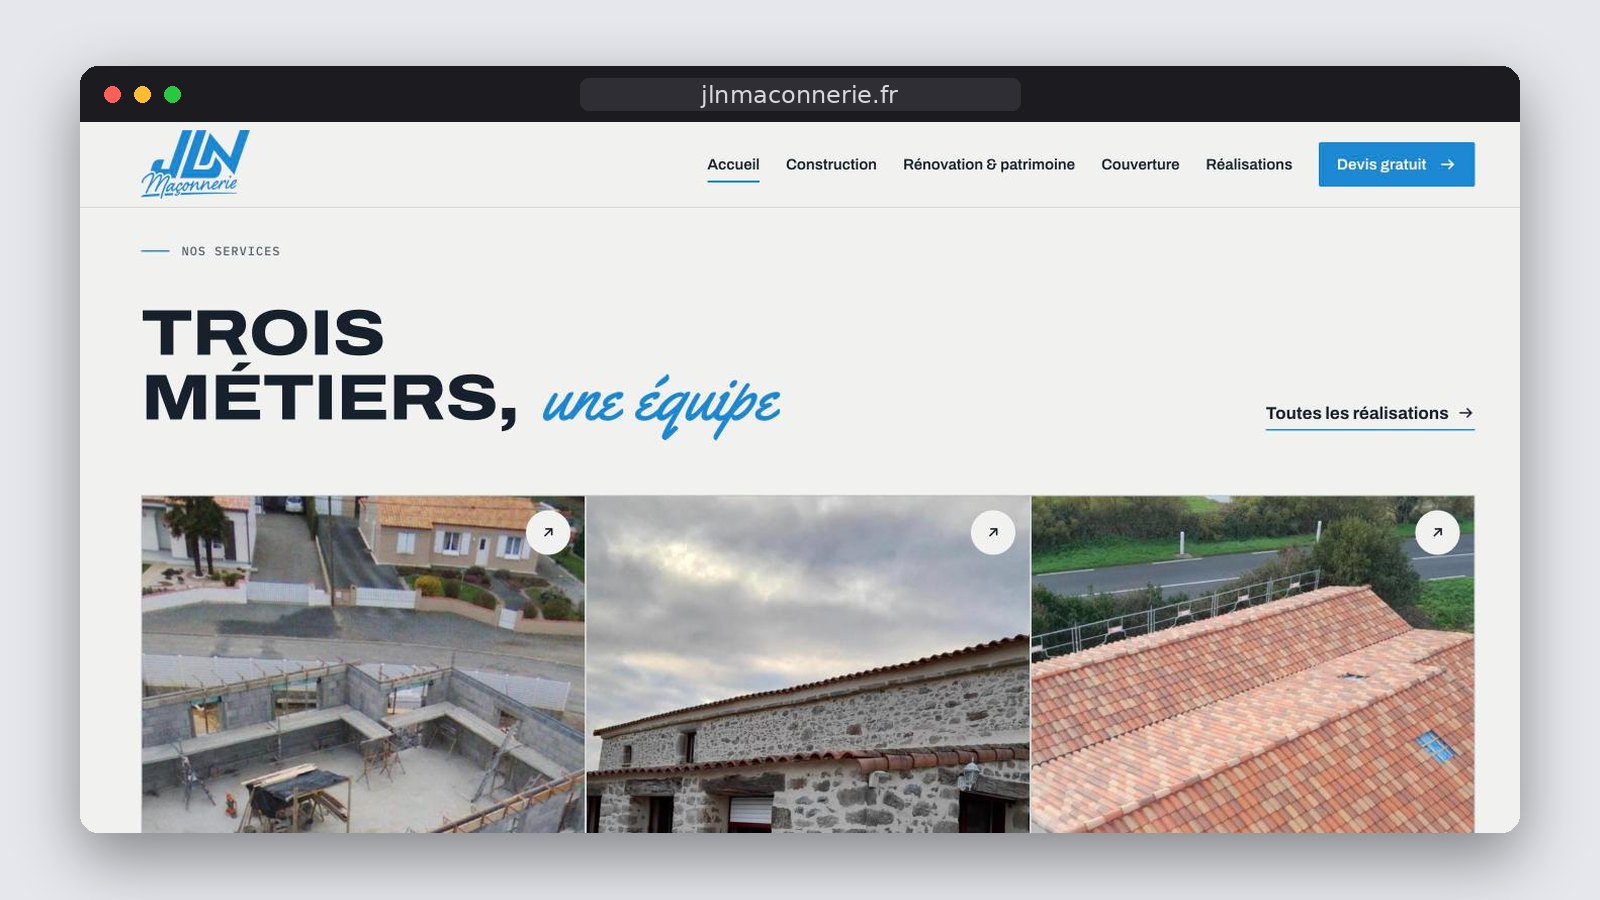 jlnmaconnerie.fr
JLN
Maçonnerie
Accueil Construction Rénovation & patrimoine Couverture Réalisations Devis gratuit →
NOS SERVICES
TROIS
MÉTIERS, une équipe
Toutes les réalisations →